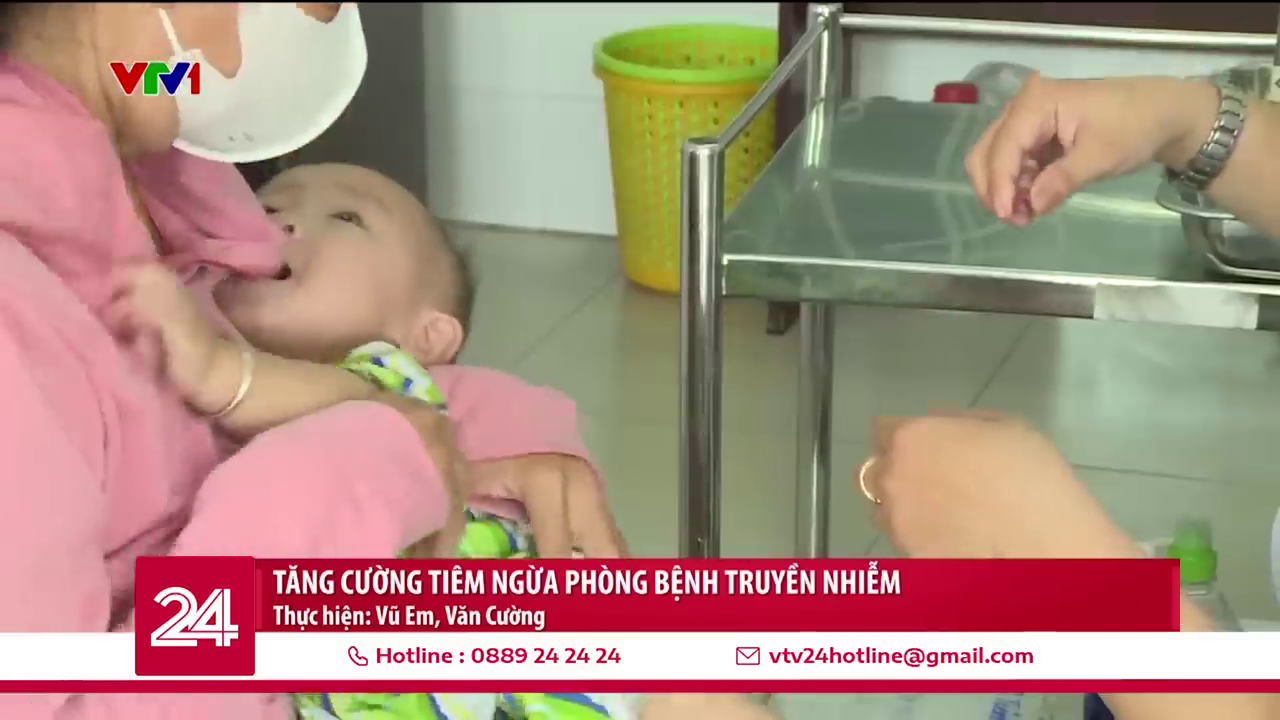 VTV1
TĂNG CƯỜNG TIÊM NGỪA PHÒNG BỆNH TRUYỀN NHIỄM
24
Thực hiện: Vũ Em, Văn Cường
Hotline : 0889 24 24 24
vtv24hotline@gmail.com